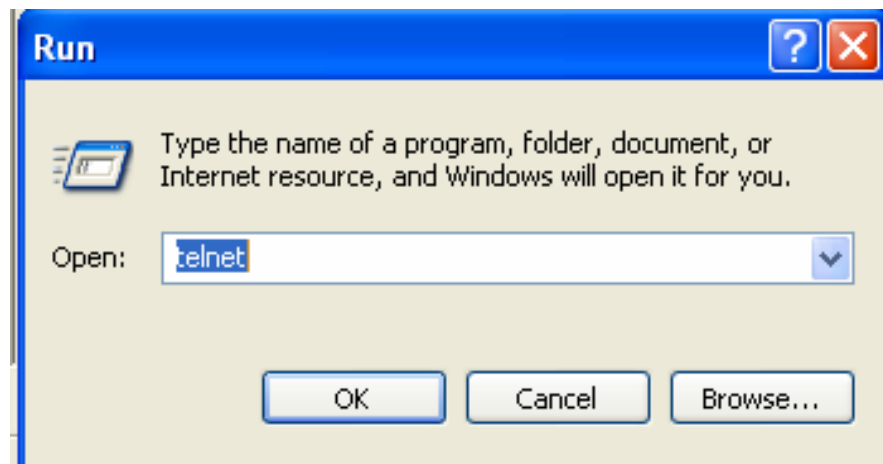 Run
Type the name of a program, folder, document, or
Internet resource, and Windows will open it for you.
Open: telnet
OK Cancel Browse...